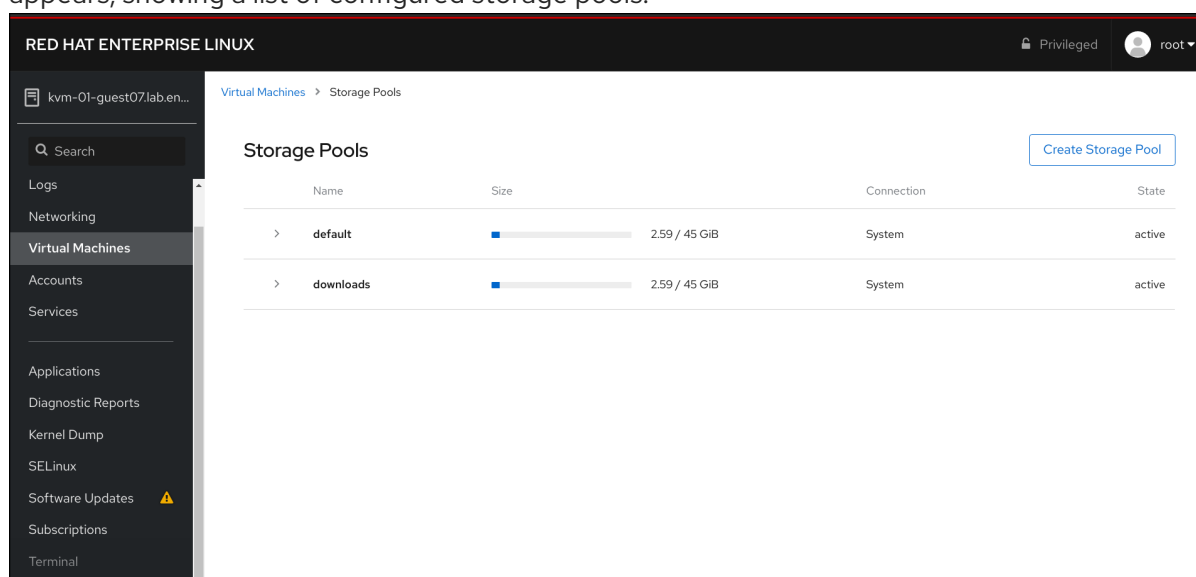 appears, showing a list of configured storage pools.
RED HAT ENTERPRISE LINUX
Privileged
root
kvm-01-guest07.lab.en...
Virtual Machines > Storage Pools
Search
Storage Pools
Create Storage Pool
Logs
Networking
Virtual Machines
Accounts
Services
Applications
Diagnostic Reports
Kernel Dump
SELinux
Software Updates
Subscriptions
Terminal
Name Size Connection State
default 2.59 / 45 GiB System active
downloads 2.59 / 45 GiB System active